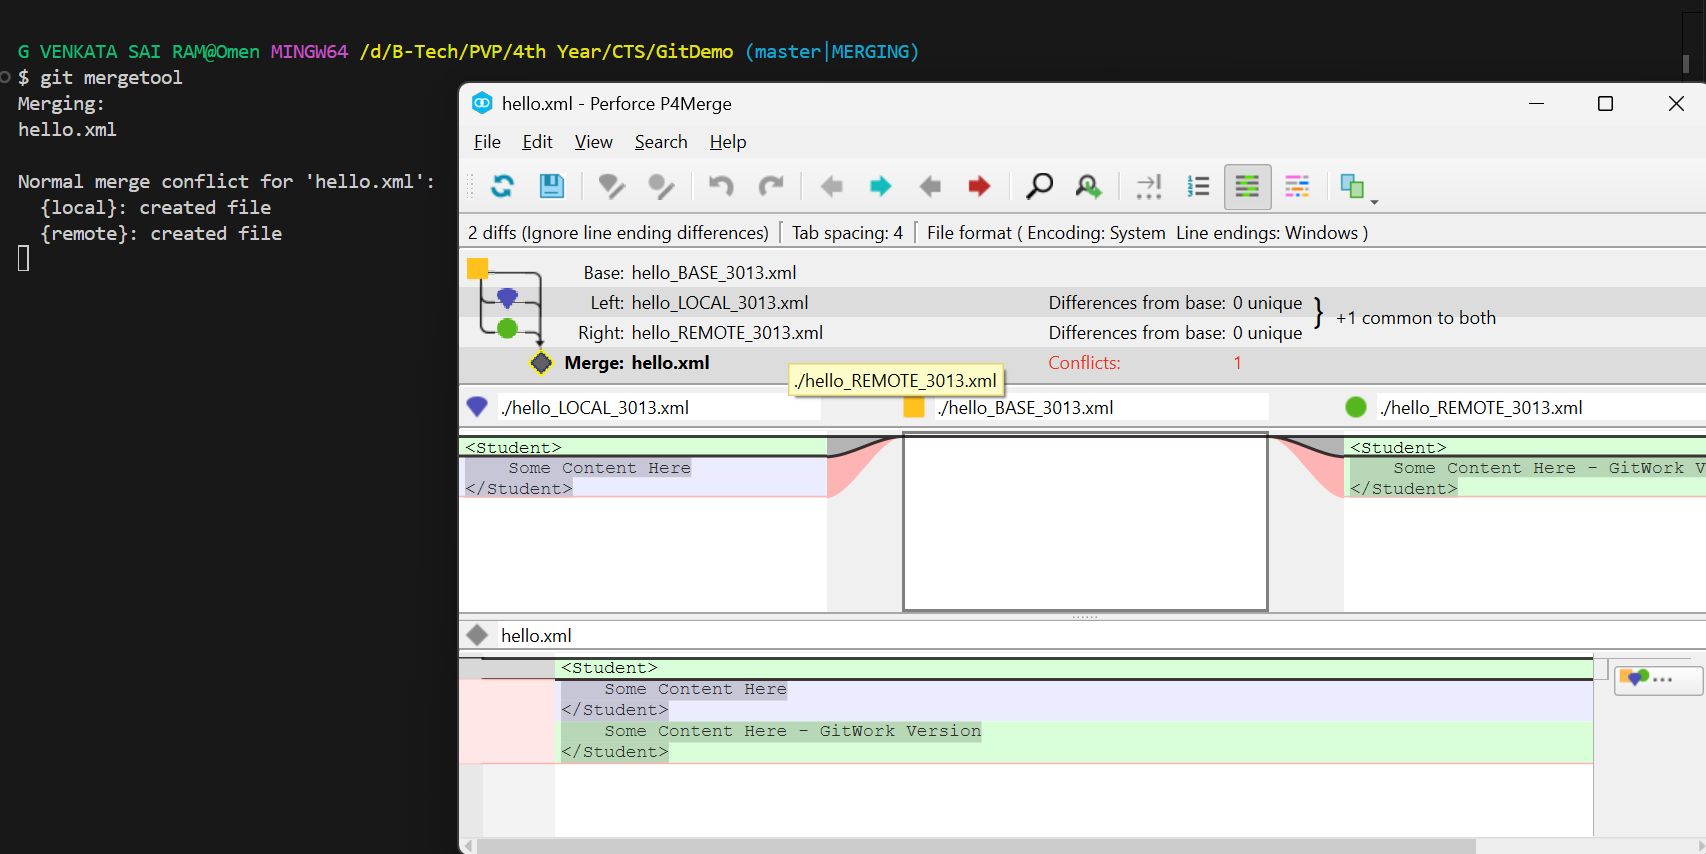 G VENKATA SAI RAM@Omen MINGW64 /d/B-Tech/PVP/4th Year/CTS/GitDemo (master|MERGING)
$ git mergetool
Merging:
hello.xml
Normal merge conflict for 'hello.xml':
{local}: created file
{remote}: created file
hello.xml - Perforce P4Merge
File Edit View Search Help
2 diffs (Ignore line ending differences) Tab spacing: 4 File format ( Encoding: System Line endings: Windows )
Base: hello_BASE_3013.xml
Left: hello_LOCAL_3013.xml Differences from base: 0 unique
Right: hello_REMOTE_3013.xml Differences from base: 0 unique
} +1 common to both
Merge: hello.xml Conflicts: 1
./hello_REMOTE_3013.xml
./hello_LOCAL_3013.xml ./hello_BASE_3013.xml ./hello_REMOTE_3013.xml
<Student>
Some Content Here
</Student>
<Student>
Some Content Here - GitWork V
</Student>
hello.xml
<Student>
Some Content Here
</Student>
Some Content Here - GitWork Version
</Student>